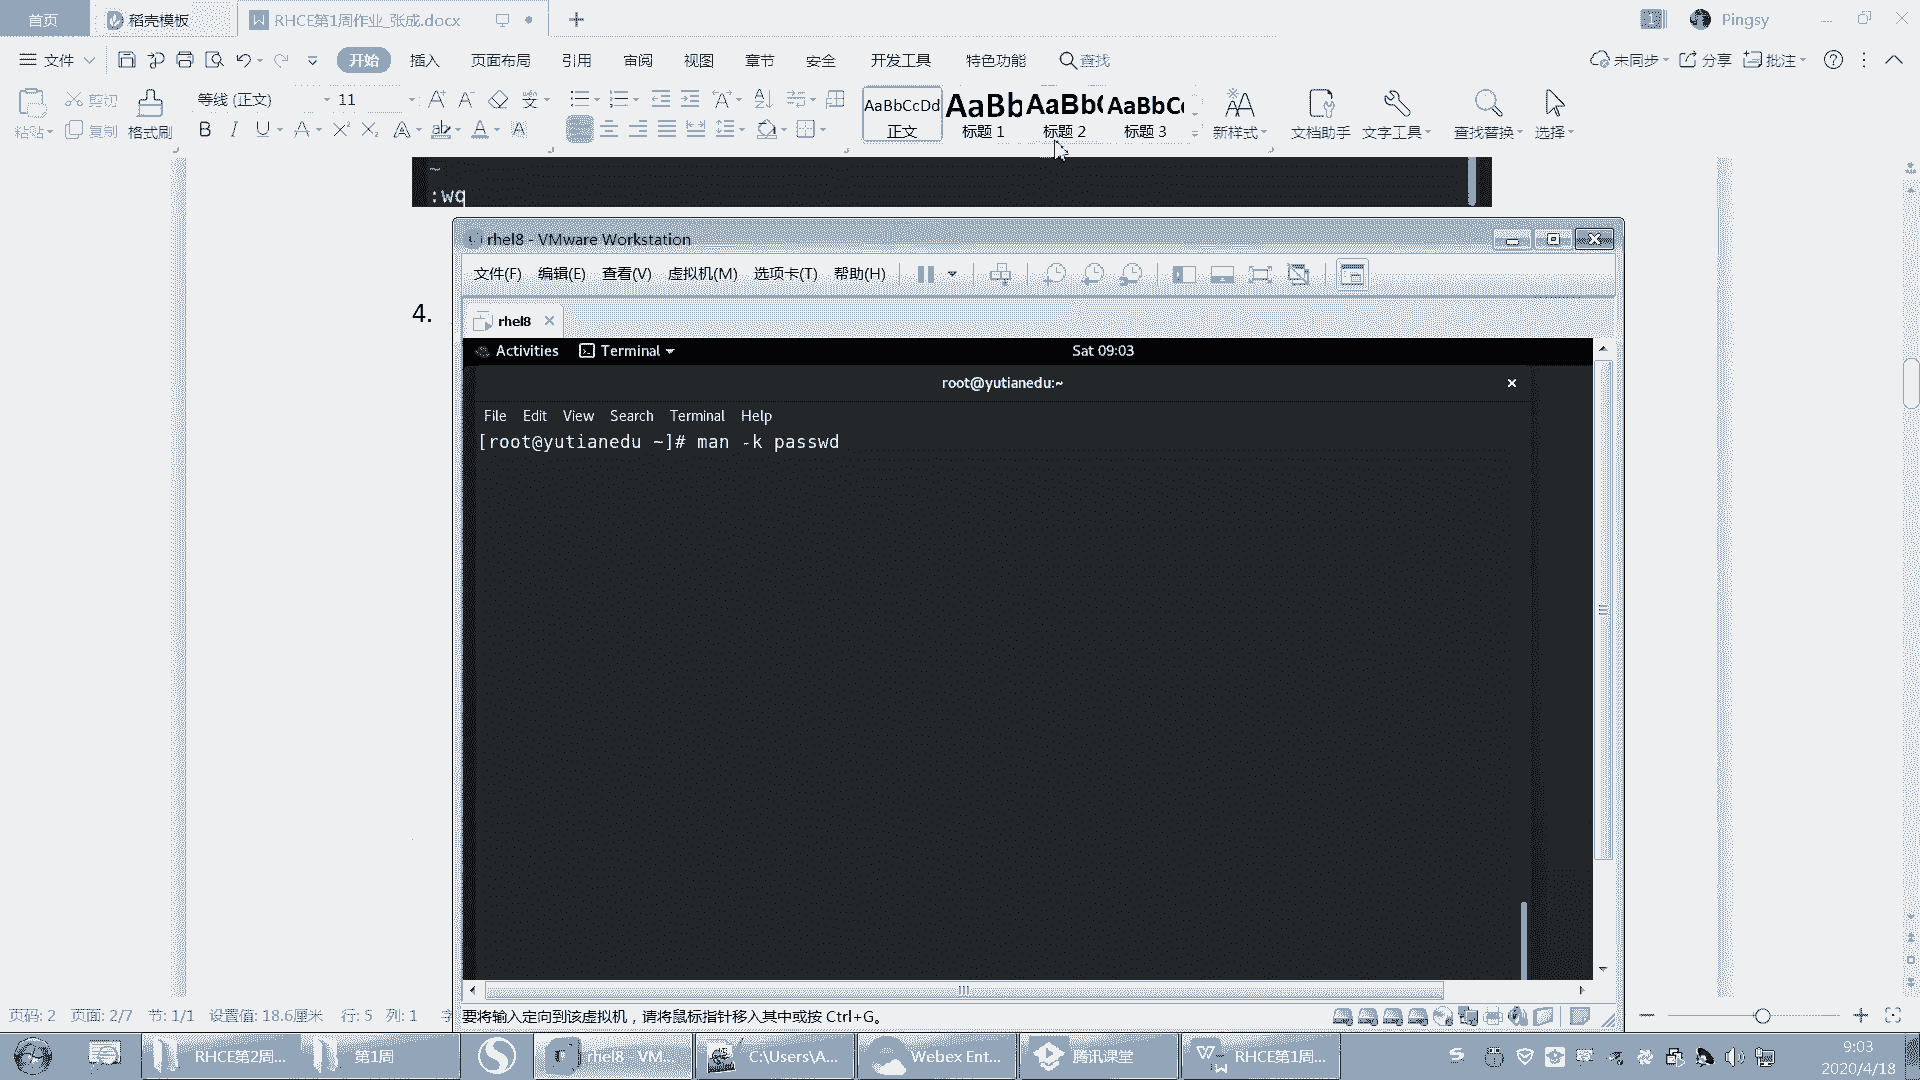 首页 稻壳模板 RHCE第1周作业_张成.docx 1 Pingsy
文件 开始 插入 页面布局 引用 审阅 视图 章节 安全 开发工具 特色功能 查找 未同步 分享 批注
粘贴 剪切 复制 格式刷 等线 (正文) 11 AaBbCcDd AaBb AaBb( AaBbC 正文 标题 1 标题 2 标题 3 新样式 文档助手 文字工具 查找替换 选择
~
:wq
rhel8 - VMware Workstation
文件(F) 编辑(E) 查看(V) 虚拟机(M) 选项卡(T) 帮助(H)
4.
rhel8
Activities Terminal Sat 09:03
root@yutianedu:~
File Edit View Search Terminal Help
[root@yutianedu ~]# man -k passwd
页码: 2 页面: 2/7 节: 1/1 设置值: 18.6厘米 行: 5 列: 1 字
要将输入定向到该虚拟机，请将鼠标指针移入其中或按 Ctrl+G。
RHCE第2周... 第1周 rhel8 - VM... C:\Users\A... Webex Ent... 腾讯课堂 RHCE第1周...
9:03
2020/4/18